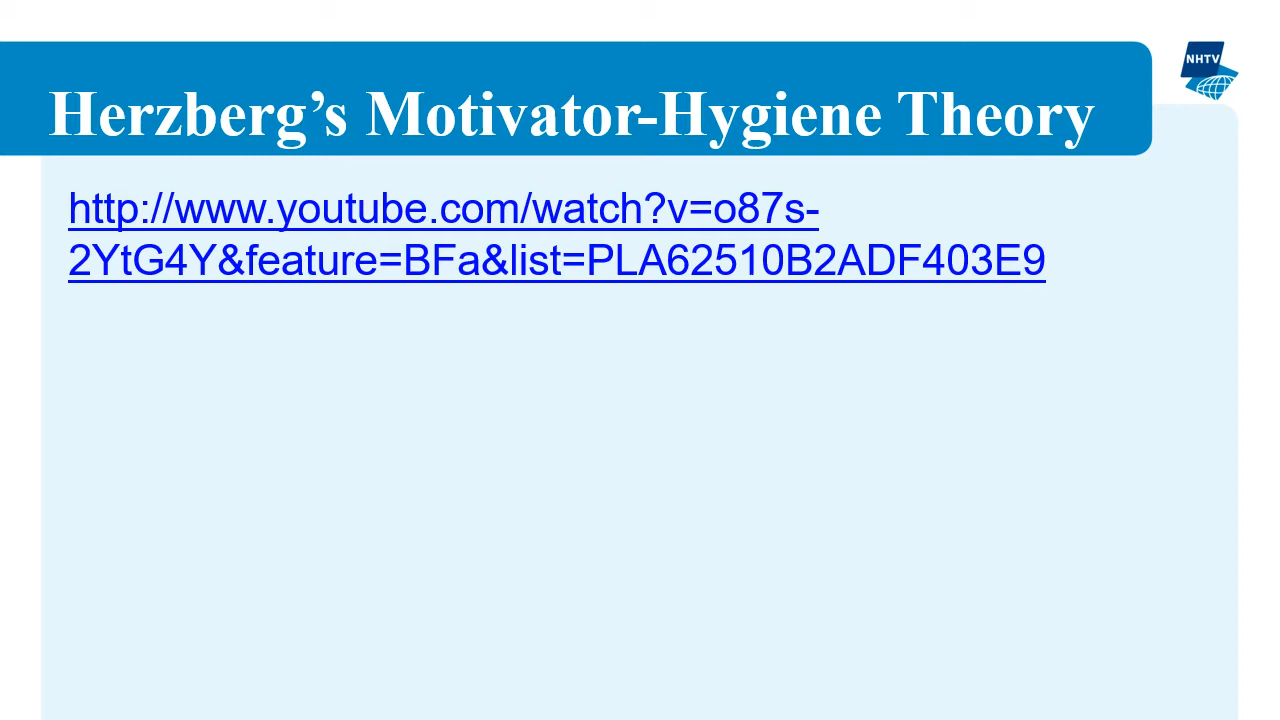 NHTV
Herzberg’s Motivator-Hygiene Theory
http://www.youtube.com/watch?v=o87s-
2YtG4Y&feature=BFa&list=PLA62510B2ADF403E9